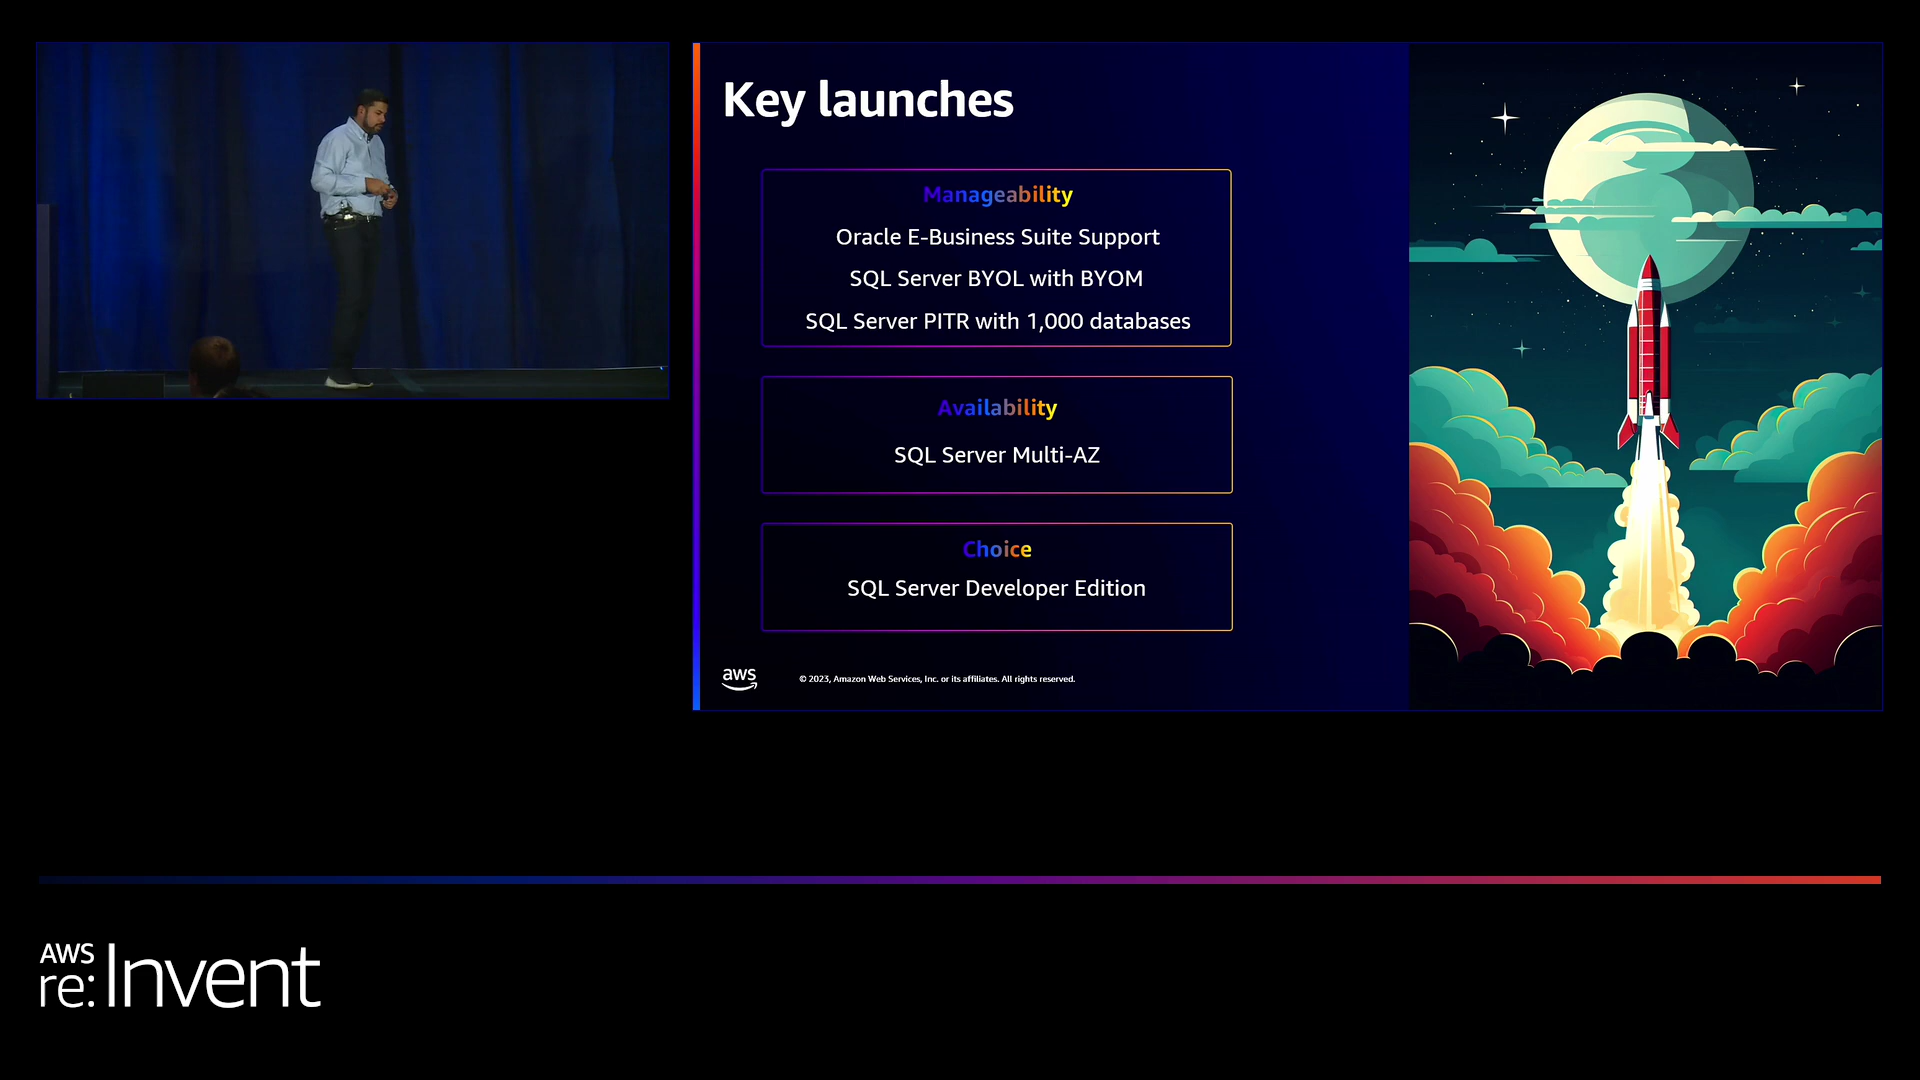 Key launches
Manageability
Oracle E-Business Suite Support
SQL Server BYOL with BYOM
SQL Server PITR with 1,000 databases
Availability
SQL Server Multi-AZ
Choice
SQL Server Developer Edition
aws
© 2023, Amazon Web Services, Inc. or its affiliates. All rights reserved.
AWS
re:Invent